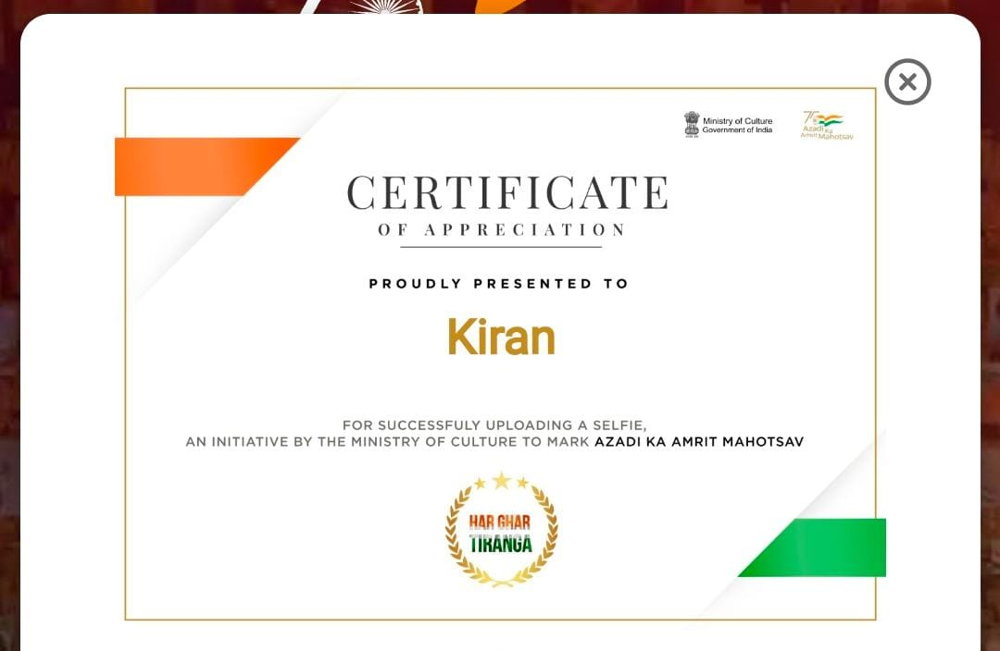 Ministry of Culture
Government of India
75
Azadi Ka
Amrit Mahotsav
CERTIFICATE
OF APPRECIATION
PROUDLY PRESENTED TO
Kiran
FOR SUCCESSFULY UPLOADING A SELFIE,
AN INITIATIVE BY THE MINISTRY OF CULTURE TO MARK AZADI KA AMRIT MAHOTSAV
HAR GHAR
TIRANGA